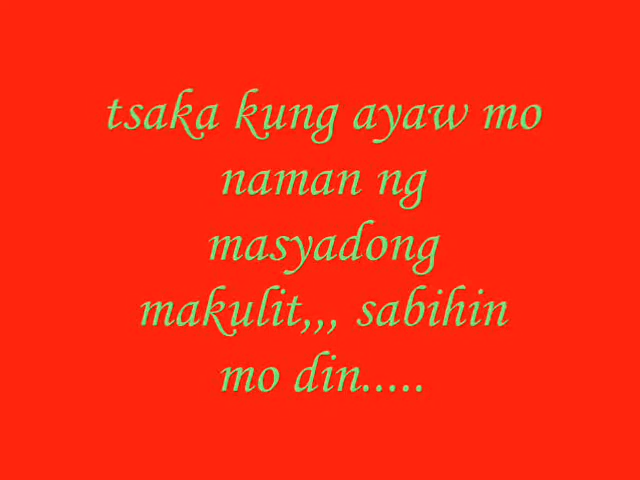 tsaka kung ayaw mo
naman ng
masyadong
makulit,,, sabihin
mo din.....